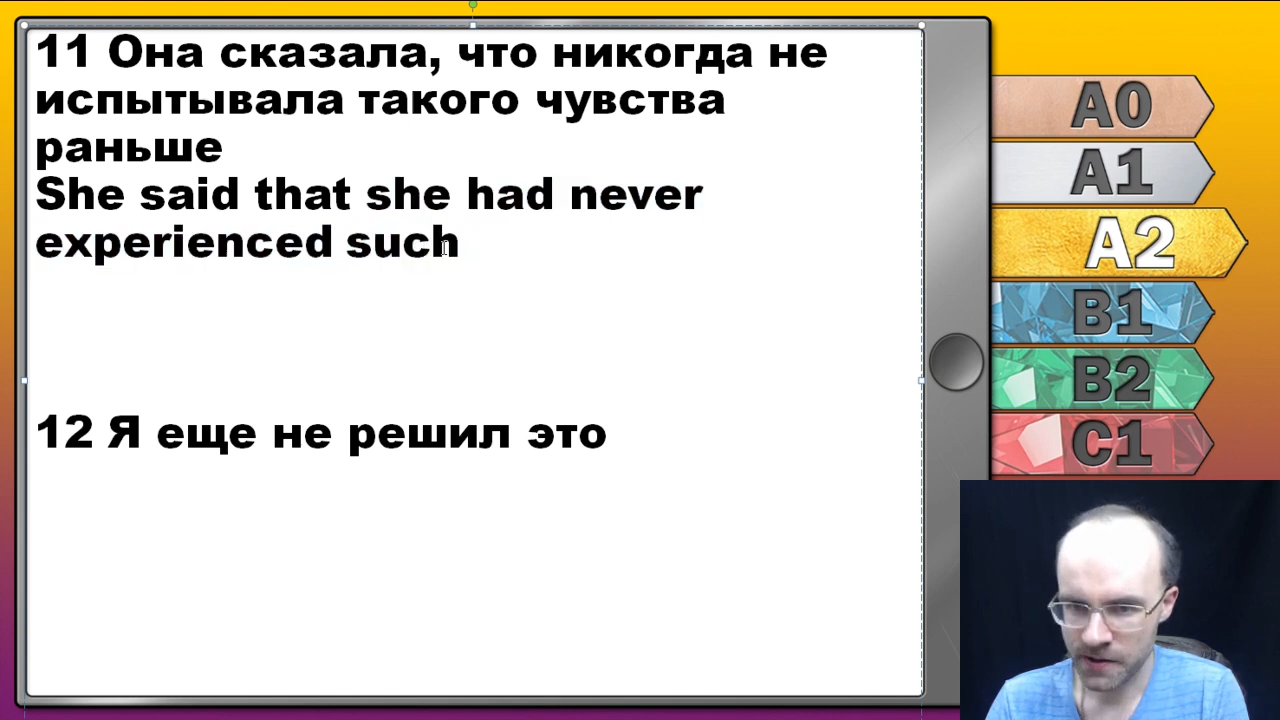 11 Она сказала, что никогда не
испытывала такого чувства
раньше
She said that she had never
experienced such
12 Я еще не решил это
A0
A1
A2
B1
B2
C1